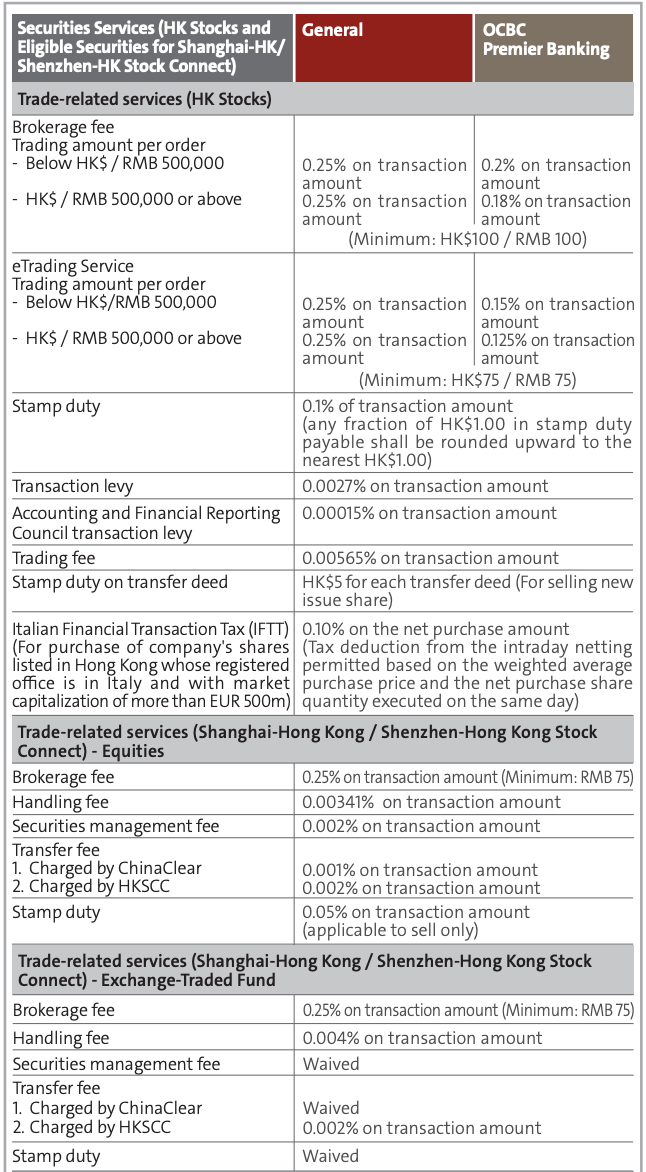 Securities Services (HK Stocks and
Eligible Securities for Shanghai-HK/
Shenzhen-HK Stock Connect)
General
OCBC
Premier Banking
Trade-related services (HK Stocks)
Brokerage fee
Trading amount per order
- Below HK$ / RMB 500,000
0.25% on transaction
amount
0.2% on transaction
amount
- HK$ / RMB 500,000 or above
0.25% on transaction
amount
0.18% on transaction
amount
(Minimum: HK$100 / RMB 100)
eTrading Service
Trading amount per order
- Below HK$/RMB 500,000
0.25% on transaction
amount
0.15% on transaction
amount
- HK$ / RMB 500,000 or above
0.25% on transaction
amount
0.125% on transaction
amount
(Minimum: HK$75 / RMB 75)
Stamp duty
0.1% of transaction amount
(any fraction of HK$1.00 in stamp duty
payable shall be rounded upward to the
nearest HK$1.00)
Transaction levy
0.0027% on transaction amount
Accounting and Financial Reporting
Council transaction levy
0.00015% on transaction amount
Trading fee
0.00565% on transaction amount
Stamp duty on transfer deed
HK$5 for each transfer deed (For selling new
issue share)
Italian Financial Transaction Tax (IFTT)
(For purchase of company's shares
listed in Hong Kong whose registered
office is in Italy and with market
capitalization of more than EUR 500m)
0.10% on the net purchase amount
(Tax deduction from the intraday netting
permitted based on the weighted average
purchase price and the net purchase share
quantity executed on the same day)
Trade-related services (Shanghai-Hong Kong / Shenzhen-Hong Kong Stock
Connect) - Equities
Brokerage fee
0.25% on transaction amount (Minimum: RMB 75)
Handling fee
0.00341% on transaction amount
Securities management fee
0.002% on transaction amount
Transfer fee
1. Charged by ChinaClear
0.001% on transaction amount
2. Charged by HKSCC
0.002% on transaction amount
Stamp duty
0.05% on transaction amount
(applicable to sell only)
Trade-related services (Shanghai-Hong Kong / Shenzhen-Hong Kong Stock
Connect) - Exchange-Traded Fund
Brokerage fee
0.25% on transaction amount (Minimum: RMB 75)
Handling fee
0.004% on transaction amount
Securities management fee
Waived
Transfer fee
1. Charged by ChinaClear
Waived
2. Charged by HKSCC
0.002% on transaction amount
Stamp duty
Waived